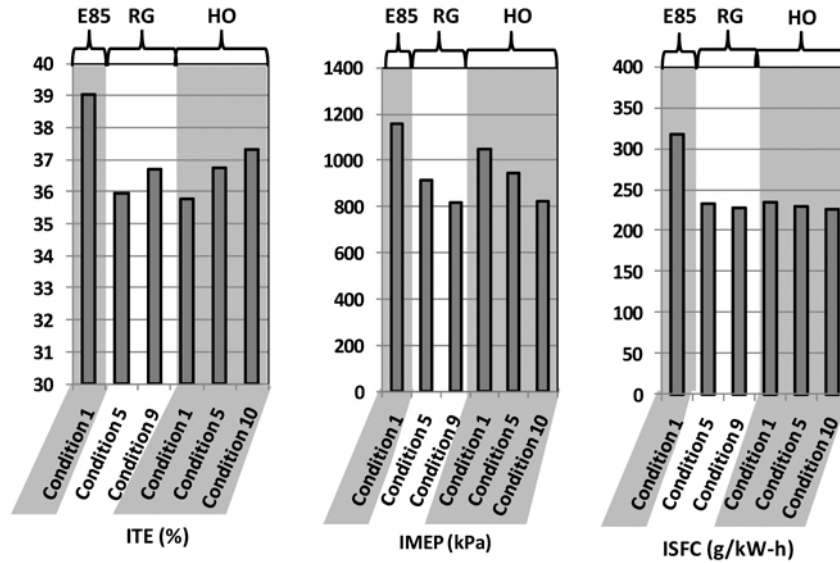 E85 RG HO
40
39
38
37
36
35
34
33
32
31
30
Condition 1
Condition 5
Condition 9
Condition 1
Condition 5
Condition 10
ITE (%)
E85 RG HO
1400
1200
1000
800
600
400
200
0
Condition 1
Condition 5
Condition 9
Condition 1
Condition 5
Condition 10
IMEP (kPa)
E85 RG HO
400
350
300
250
200
150
100
50
0
Condition 1
Condition 5
Condition 9
Condition 1
Condition 5
Condition 10
ISFC (g/kW-h)